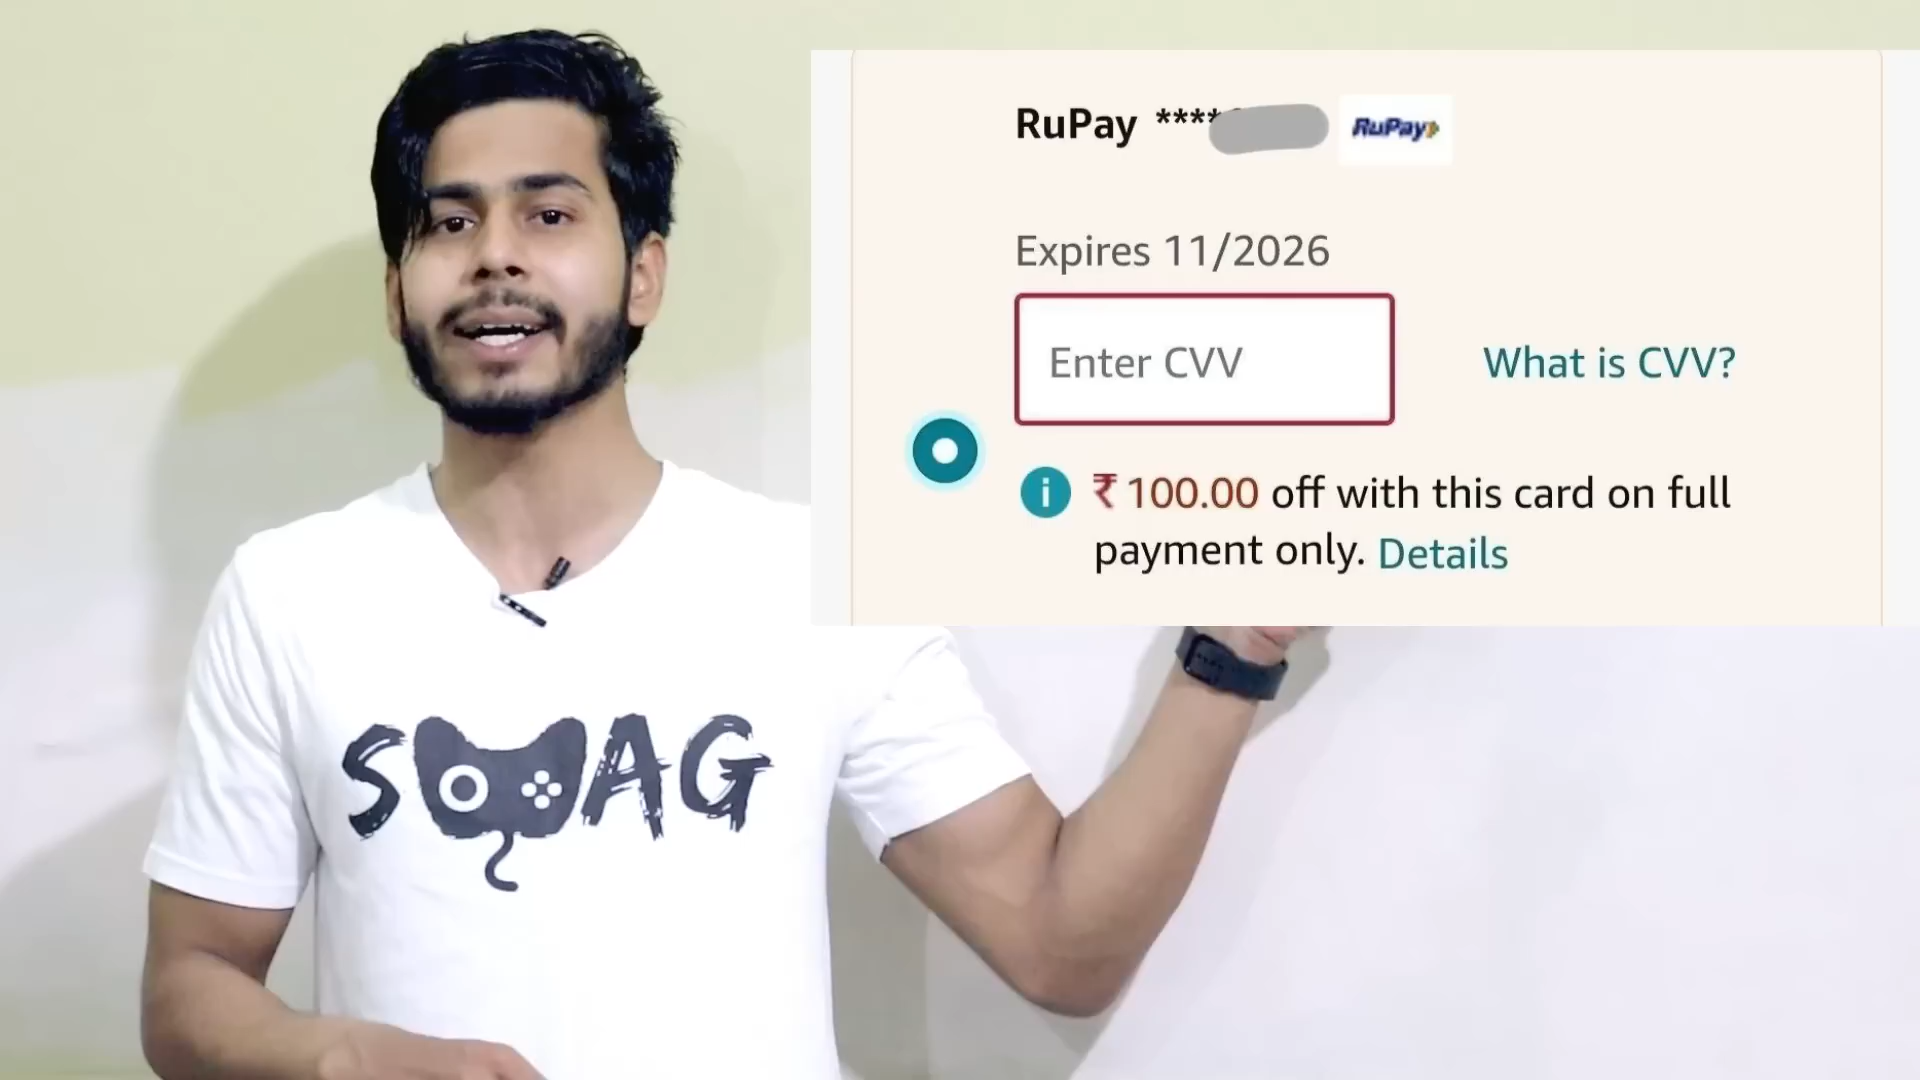 RuPay ****
RuPay
Expires 11/2026
Enter CVV
What is CVV?
i
₹100.00 off with this card on full
payment only. Details
SWAG